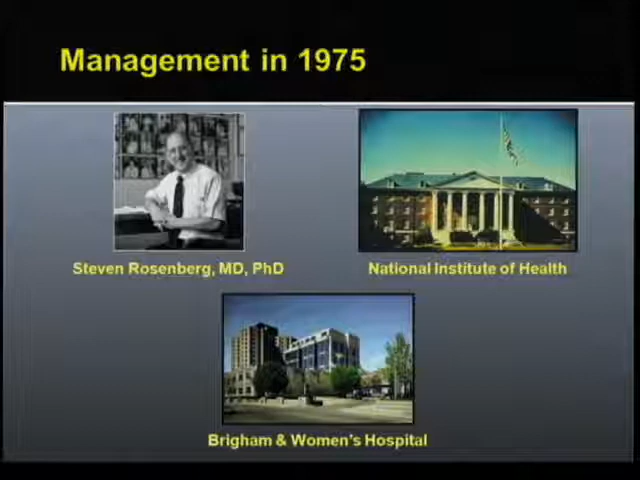 Management in 1975
Steven Rosenberg, MD, PhD
National Institute of Health
Brigham & Women's Hospital